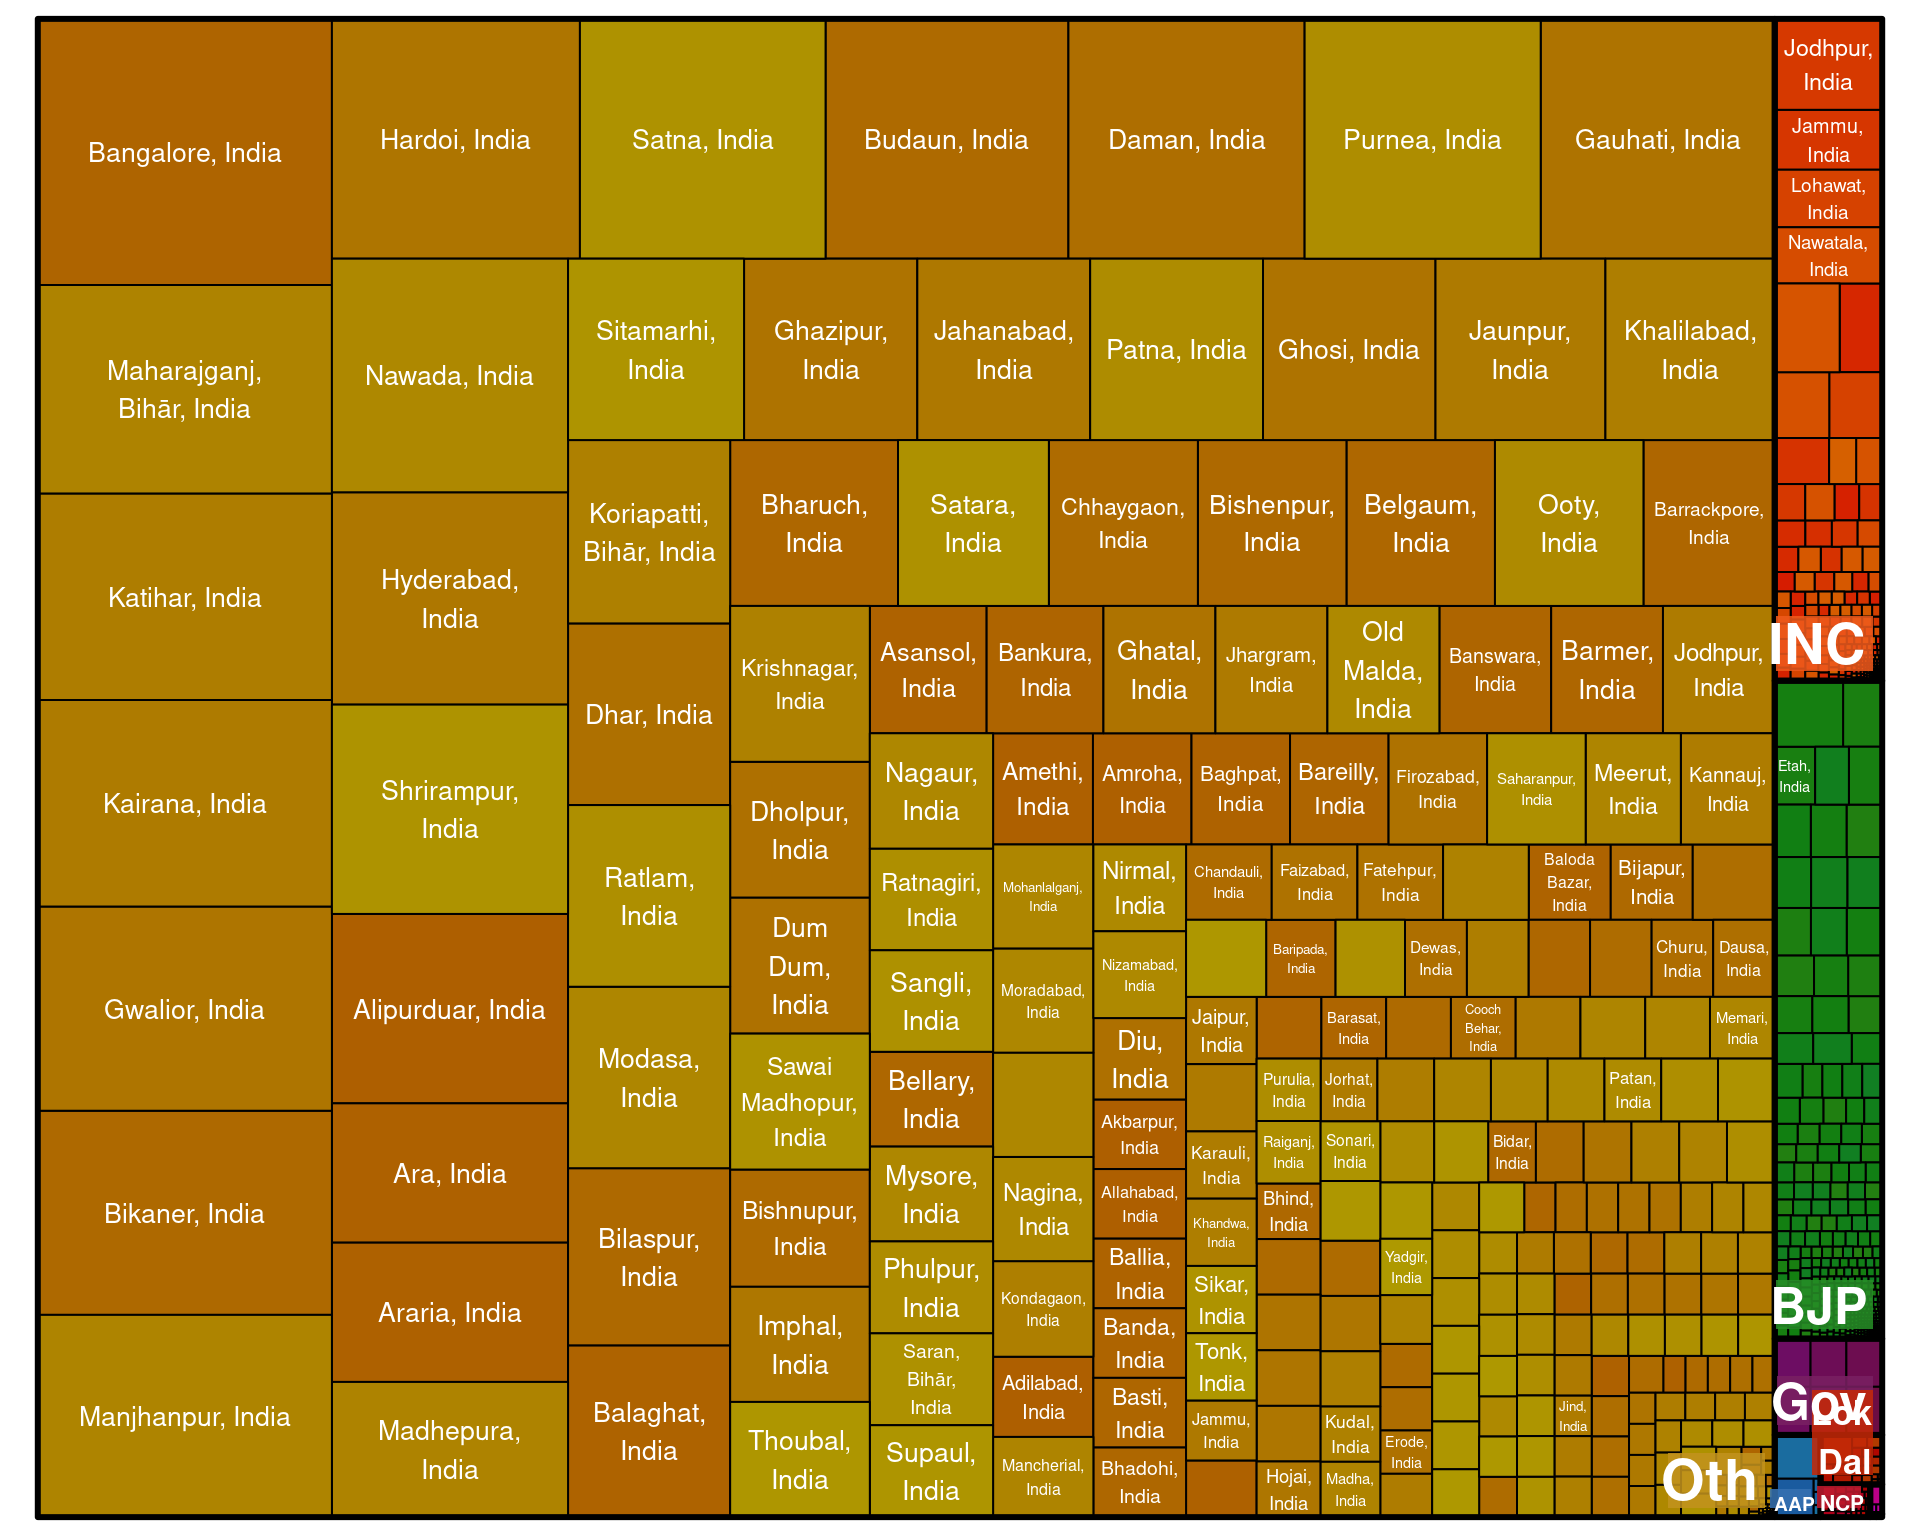 Bangalore, India
Hardoi, India
Satna, India
Budaun, India
Daman, India
Purnea, India
Gauhati, India
Jodhpur,
India
Jammu,
India
Lohawat,
India
Nawatala,
India
Maharajganj,
Bihār, India
Nawada, India
Sitamarhi,
India
Ghazipur,
India
Jahanabad,
India
Patna, India
Ghosi, India
Jaunpur,
India
Khalilabad,
India
Katihar, India
Hyderabad,
India
Koriapatti,
Bihār, India
Bharuch,
India
Satara,
India
Chhaygaon,
India
Bishenpur,
India
Belgaum,
India
Ooty,
India
Barrackpore,
India
Kairana, India
Shrirampur,
India
Dhar, India
Krishnagar,
India
Asansol,
India
Bankura,
India
Ghatal,
India
Jhargram,
India
Old
Malda,
India
Banswara,
India
Barmer,
India
Jodhpur,
India
INC
Ratlam,
India
Dholpur,
India
Nagaur,
India
Amethi,
India
Amroha,
India
Baghpat,
India
Bareilly,
India
Firozabad,
India
Saharanpur,
India
Meerut,
India
Kannauj,
India
Etah,
India
Gwalior, India
Alipurduar, India
Modasa,
India
Dum
Dum,
India
Ratnagiri,
India
Mohanlalganj,
India
Nirmal,
India
Chandauli,
India
Faizabad,
India
Fatehpur,
India
Baloda
Bazar,
India
Bijapur,
India
Sangli,
India
Moradabad,
India
Nizamabad,
India
Baripada,
India
Dewas,
India
Churu,
India
Dausa,
India
Sawai
Madhopur,
India
Bellary,
India
Diu,
India
Jaipur,
India
Barasat,
India
Cooch
Behar,
India
Memari,
India
Purulia,
India
Jorhat,
India
Patan,
India
Bikaner, India
Ara, India
Bilaspur,
India
Bishnupur,
India
Mysore,
India
Nagina,
India
Akbarpur,
India
Allahabad,
India
Karauli,
India
Raiganj,
India
Sonari,
India
Bidar,
India
Khandwa,
India
Bhind,
India
Araria, India
Imphal,
India
Phulpur,
India
Kondagaon,
India
Ballia,
India
Sikar,
India
Yadgir,
India
BJP
Manjhanpur, India
Madhepura,
India
Balaghat,
India
Thoubal,
India
Saran,
Bihār,
India
Supaul,
India
Adilabad,
India
Mancherial,
India
Banda,
India
Basti,
India
Bhadohi,
India
Tonk,
India
Jammu,
India
Hojai,
India
Kudal,
India
Madha,
India
Erode,
India
Jind,
India
Oth
Gov
Lok
Dal
AAP
NCP